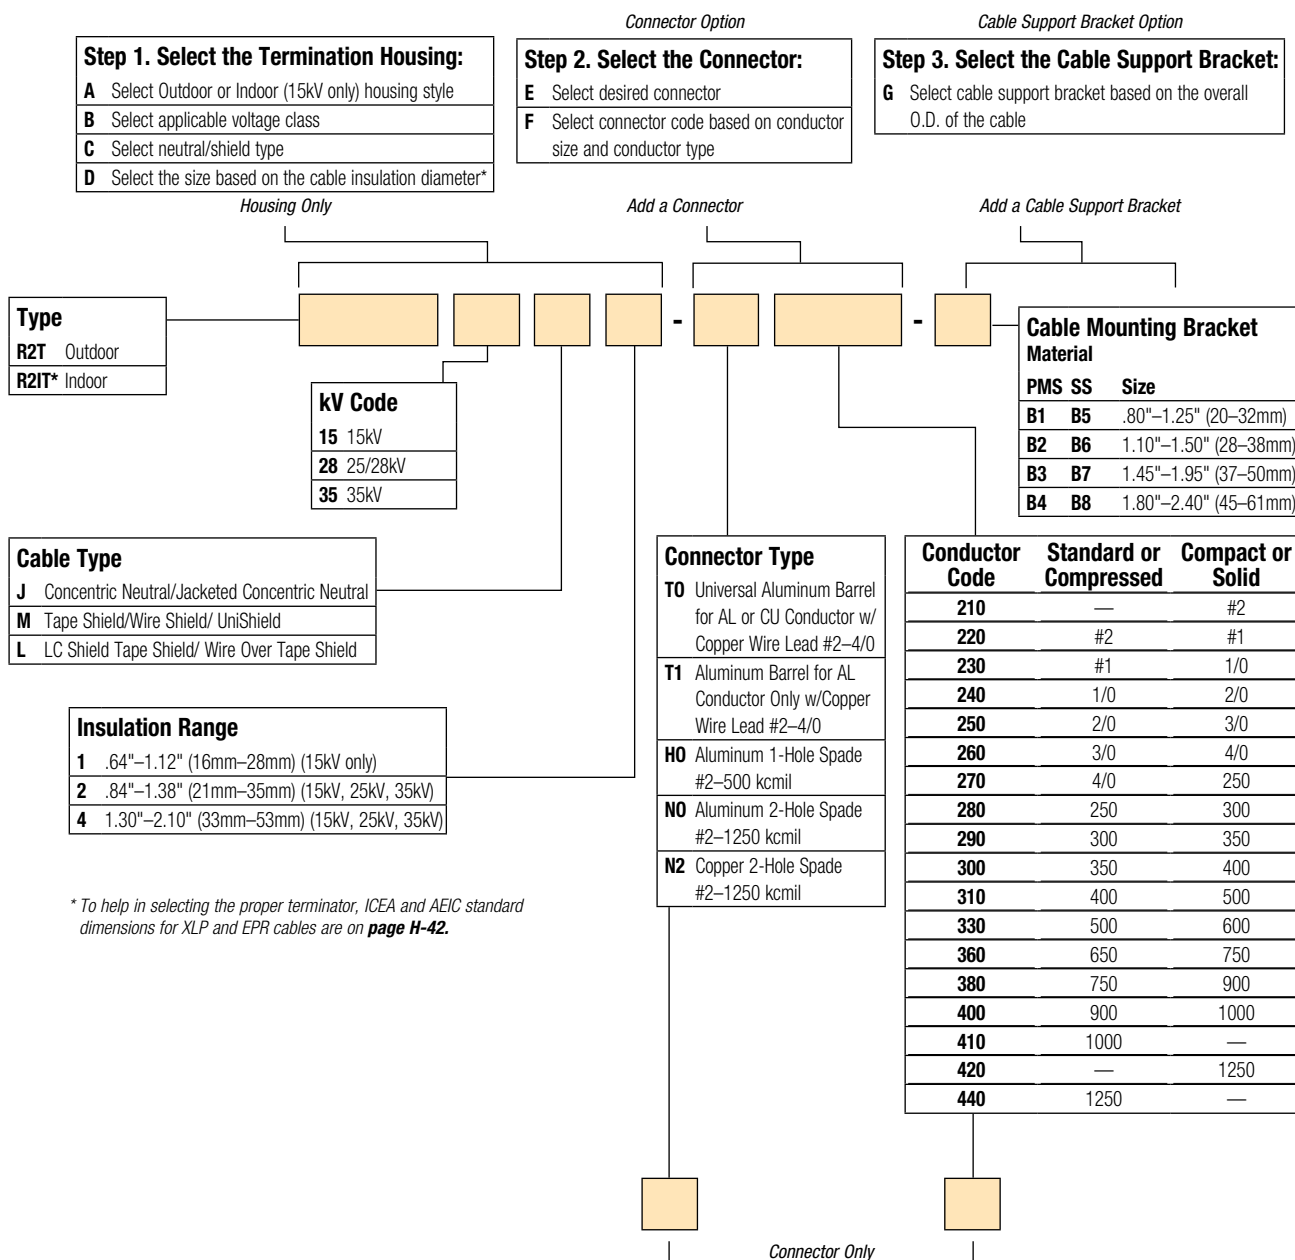 Connector Option
Cable Support Bracket Option
Step 1. Select the Termination Housing:
A Select Outdoor or Indoor (15kV only) housing style
B Select applicable voltage class
C Select neutral/shield type
D Select the size based on the cable insulation diameter*
Step 2. Select the Connector:
E Select desired connector
F Select connector code based on conductor
size and conductor type
Step 3. Select the Cable Support Bracket:
G Select cable support bracket based on the overall
O.D. of the cable
Housing Only
Add a Connector
Add a Cable Support Bracket
- -
Type
R2T Outdoor
R2IT* Indoor
kV Code
15 15kV
28 25/28kV
35 35kV
Cable Mounting Bracket
Material
PMS SS Size
B1 B5 .80"–1.25" (20–32mm)
B2 B6 1.10"–1.50" (28–38mm)
B3 B7 1.45"–1.95" (37–50mm)
B4 B8 1.80"–2.40" (45–61mm)
Cable Type
J Concentric Neutral/Jacketed Concentric Neutral
M Tape Shield/Wire Shield/ UniShield
L LC Shield Tape Shield/ Wire Over Tape Shield
Insulation Range
1 .64"–1.12" (16mm–28mm) (15kV only)
2 .84"–1.38" (21mm–35mm) (15kV, 25kV, 35kV)
4 1.30"–2.10" (33mm–53mm) (15kV, 25kV, 35kV)
* To help in selecting the proper terminator, ICEA and AEIC standard
dimensions for XLP and EPR cables are on page H-42.
Connector Type
T0 Universal Aluminum Barrel
for AL or CU Conductor w/
Copper Wire Lead #2–4/0
T1 Aluminum Barrel for AL
Conductor Only w/Copper
Wire Lead #2–4/0
H0 Aluminum 1-Hole Spade
#2–500 kcmil
N0 Aluminum 2-Hole Spade
#2–1250 kcmil
N2 Copper 2-Hole Spade
#2–1250 kcmil
Conductor Standard or Compact or
Code Compressed Solid
210 — #2
220 #2 #1
230 #1 1/0
240 1/0 2/0
250 2/0 3/0
260 3/0 4/0
270 4/0 250
280 250 300
290 300 350
300 350 400
310 400 500
330 500 600
360 650 750
380 750 900
400 900 1000
410 1000 —
420 — 1250
440 1250 —
Connector Only